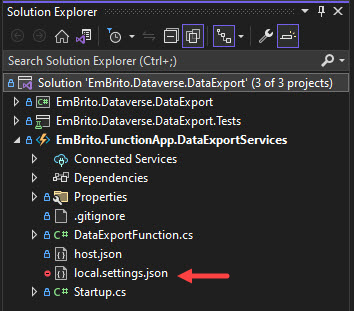 Solution Explorer
Search Solution Explorer (Ctrl+;)
Solution 'EmBrito.Dataverse.DataExport' (3 of 3 projects)
EmBrito.Dataverse.DataExport
EmBrito.Dataverse.DataExport.Tests
EmBrito.FunctionApp.DataExportServices
Connected Services
Dependencies
Properties
.gitignore
C# DataExportFunction.cs
host.json
local.settings.json
C# Startup.cs